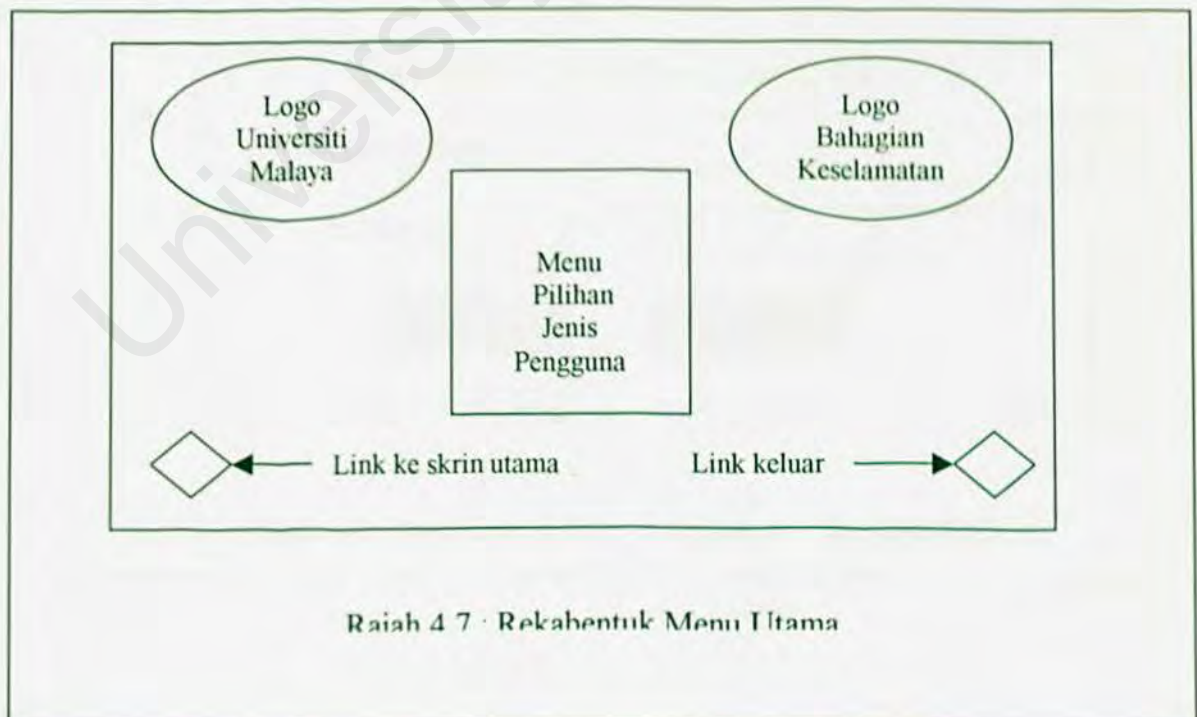 Logo
Universiti
Malaya
Logo
Bahagian
Keselamatan
Menu
Pilihan
Jenis
Pengguna
Link ke skrin utama
Link keluar
Rajah 4.7 : Rekabentuk Menu Utama